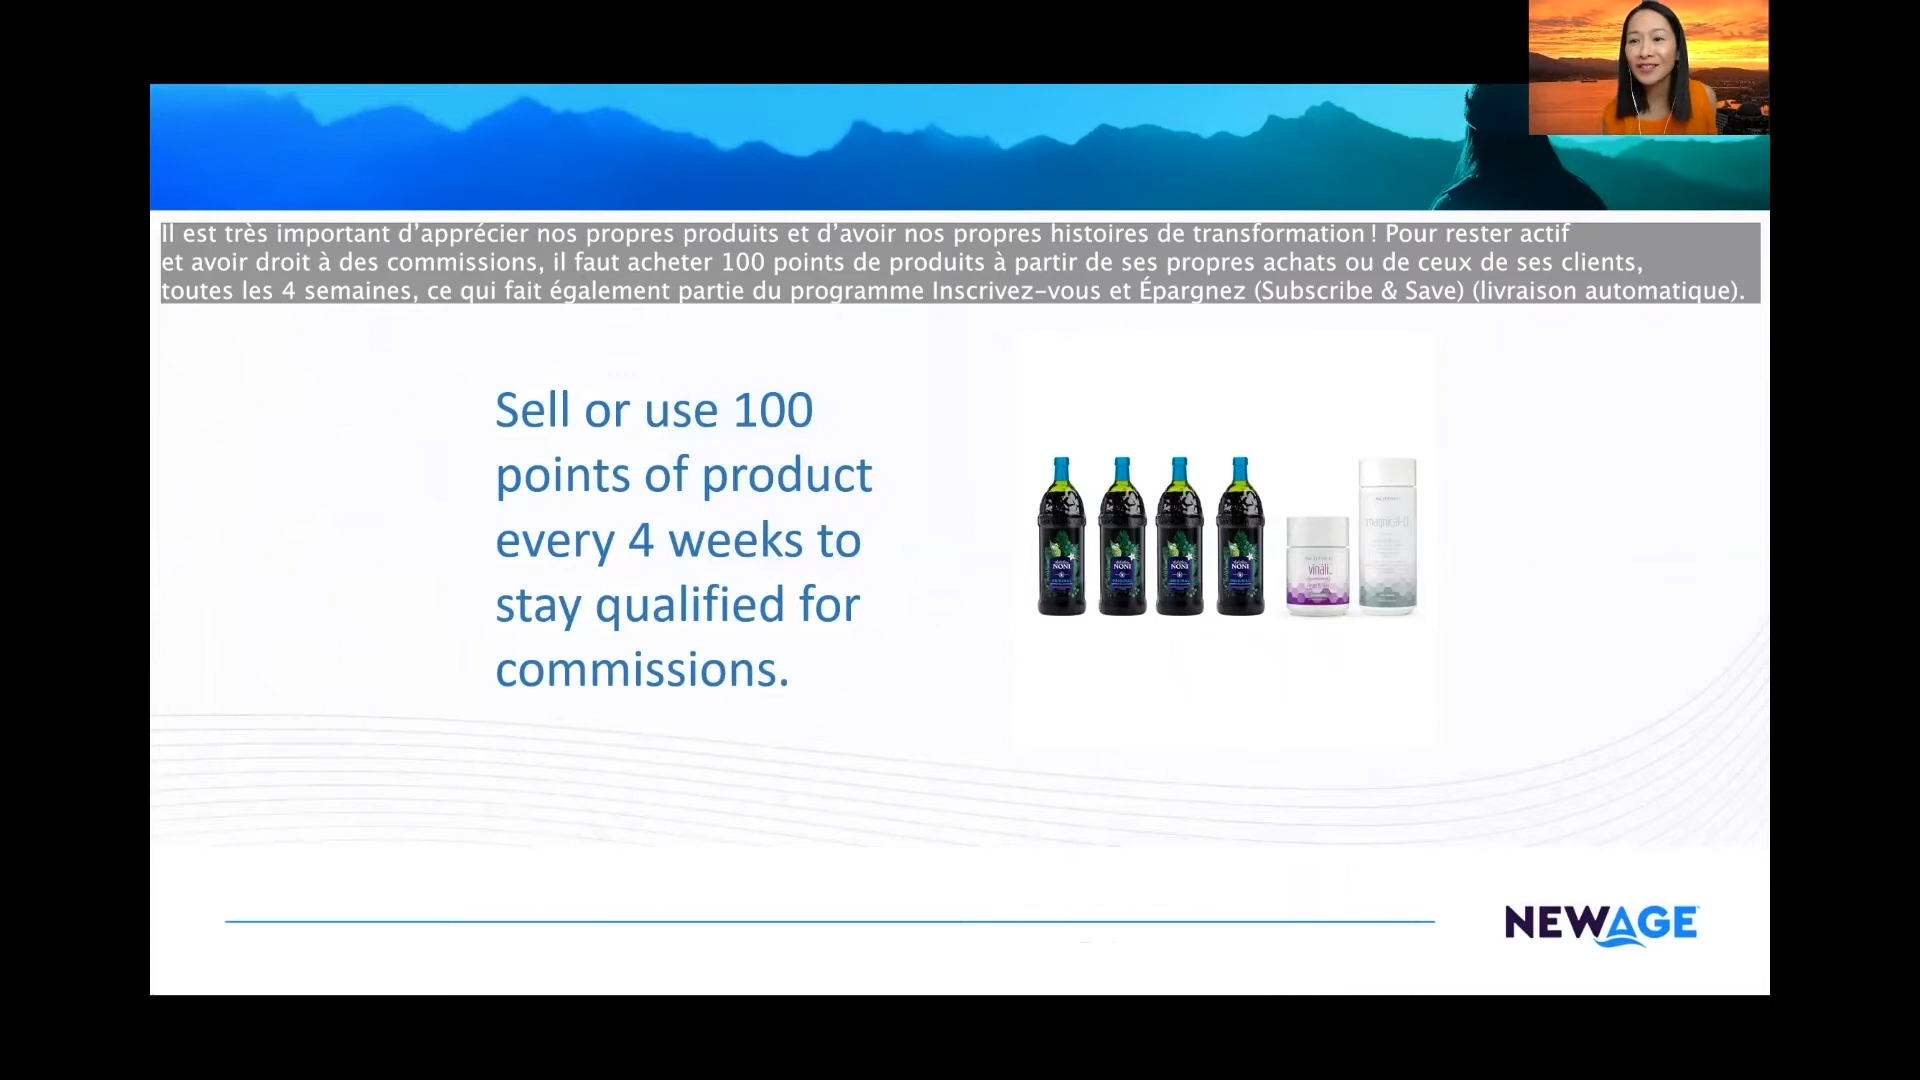 Il est très important d’apprécier nos propres produits et d’avoir nos propres histoires de transformation ! Pour rester actif
et avoir droit à des commissions, il faut acheter 100 points de produits à partir de ses propres achats ou de ceux de ses clients,
toutes les 4 semaines, ce qui fait également partie du programme Inscrivez-vous et Épargnez (Subscribe & Save) (livraison automatique).
Sell or use 100
points of product
every 4 weeks to
stay qualified for
commissions.
NONI
NONI
NONI
NONI
vináli
magnical-D
NEWAGE